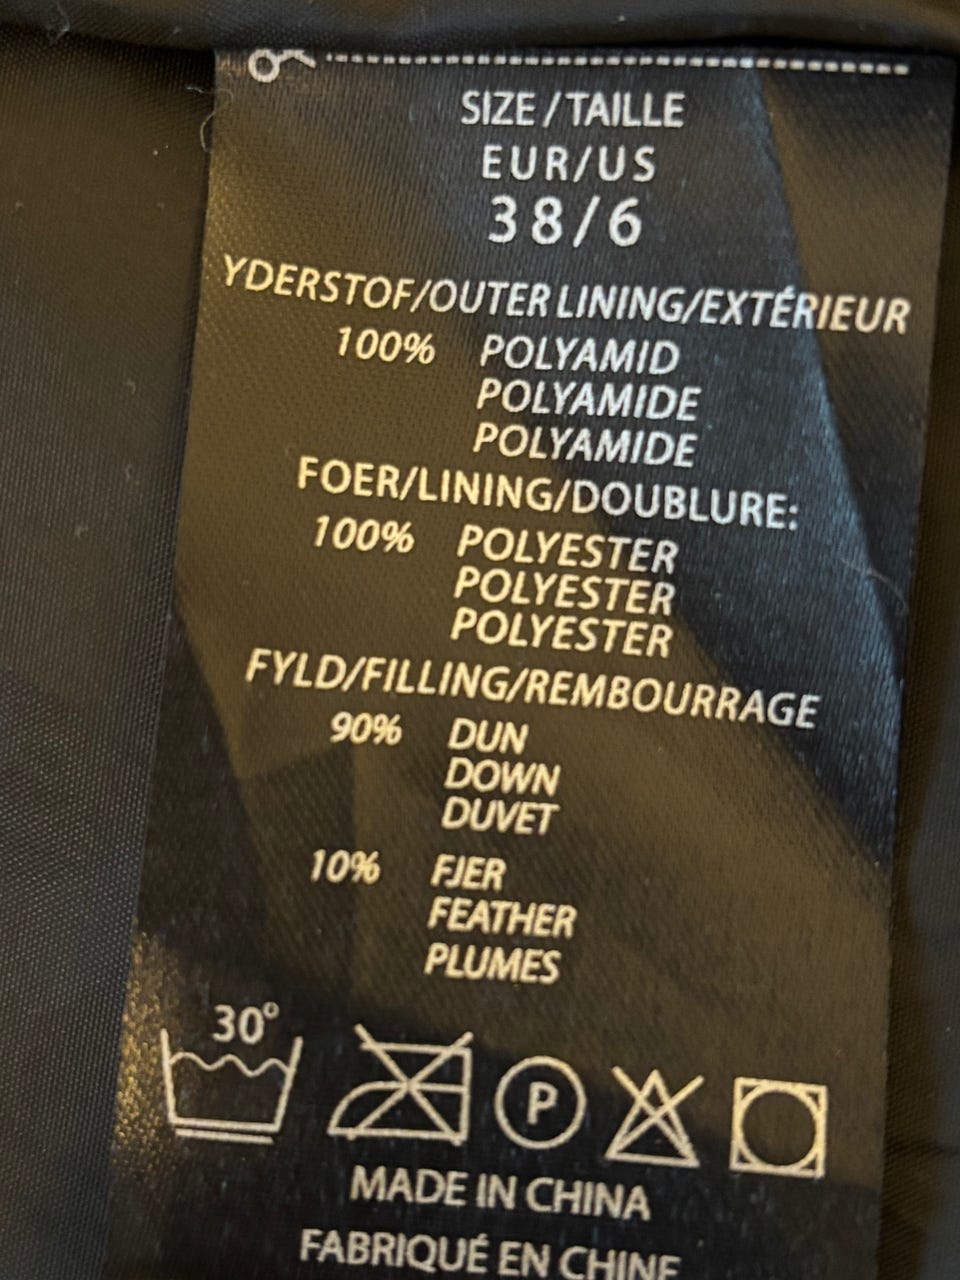 SIZE / TAILLE
EUR/US
38/6
YDERSTOF/OUTER LINING/EXTÉRIEUR
100% POLYAMID
POLYAMIDE
POLYAMIDE
FOER/LINING/DOUBLURE:
100% POLYESTER
POLYESTER
POLYESTER
FYLD/FILLING/REMBOURRAGE
90% DUN
DOWN
DUVET
10% FJER
FEATHER
PLUMES
30°
P
MADE IN CHINA
FABRIQUÉ EN CHINE